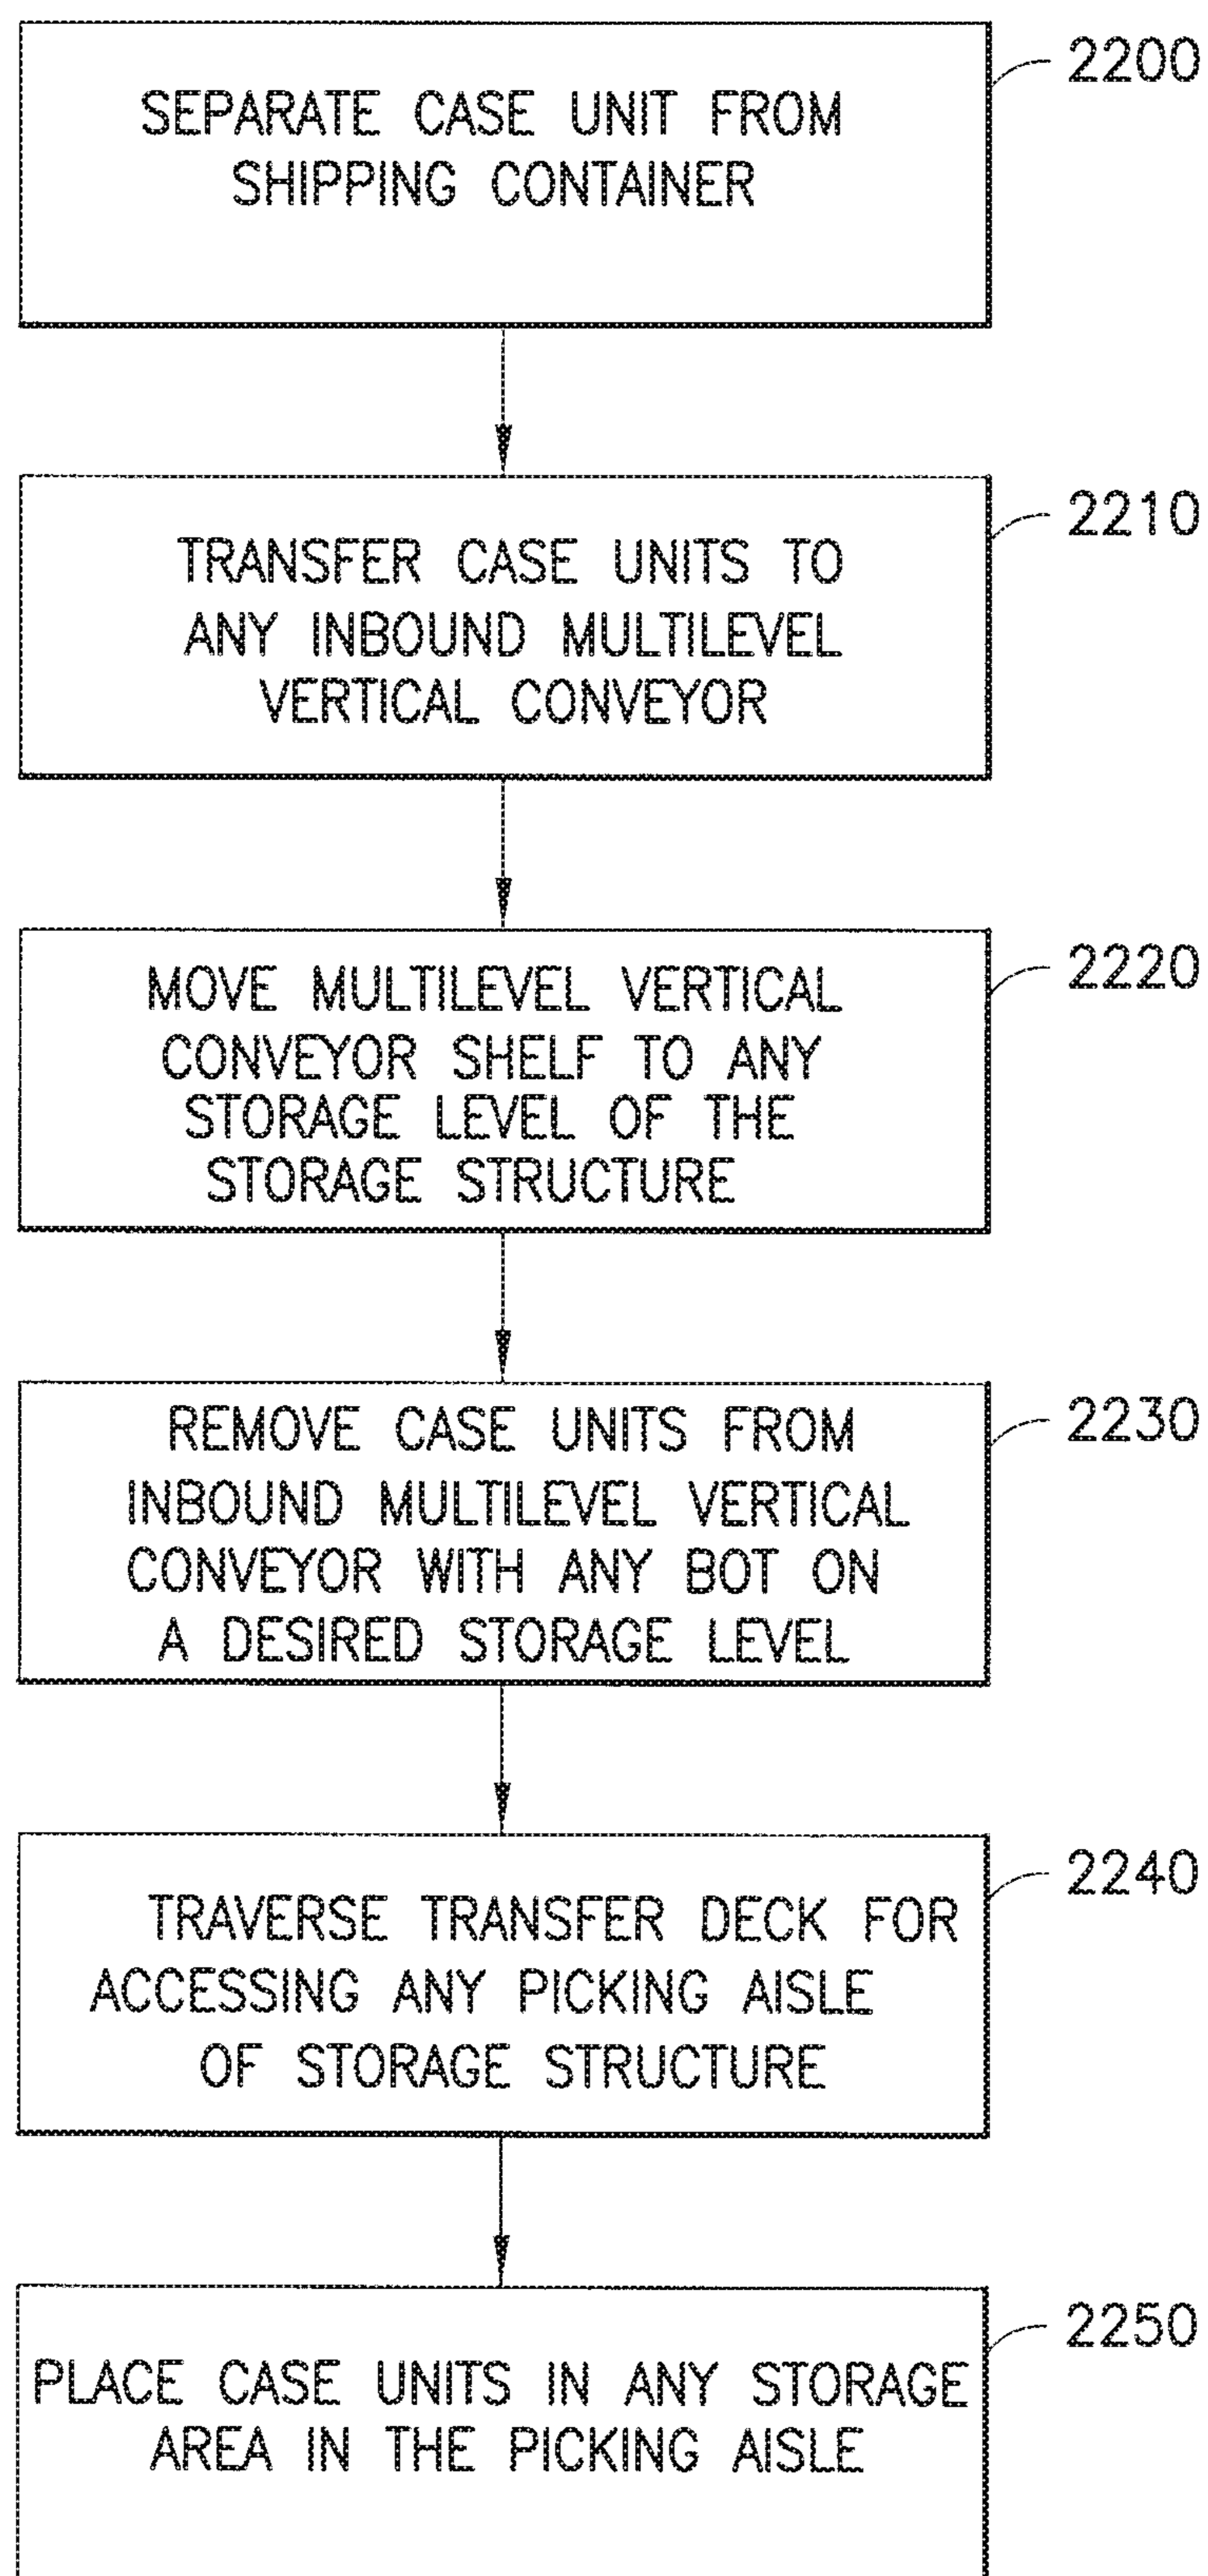 SEPARATE CASE UNIT FROM
SHIPPING CONTAINER
2200
TRANSFER CASE UNITS TO
ANY INBOUND MULTILEVEL
VERTICAL CONVEYOR
2210
MOVE MULTILEVEL VERTICAL
CONVEYOR SHELF TO ANY
STORAGE LEVEL OF THE
STORAGE STRUCTURE
2220
REMOVE CASE UNITS FROM
INBOUND MULTILEVEL VERTICAL
CONVEYOR WITH ANY BOT ON
A DESIRED STORAGE LEVEL
2230
TRAVERSE TRANSFER DECK FOR
ACCESSING ANY PICKING AISLE
OF STORAGE STRUCTURE
2240
PLACE CASE UNITS IN ANY STORAGE
AREA IN THE PICKING AISLE
2250